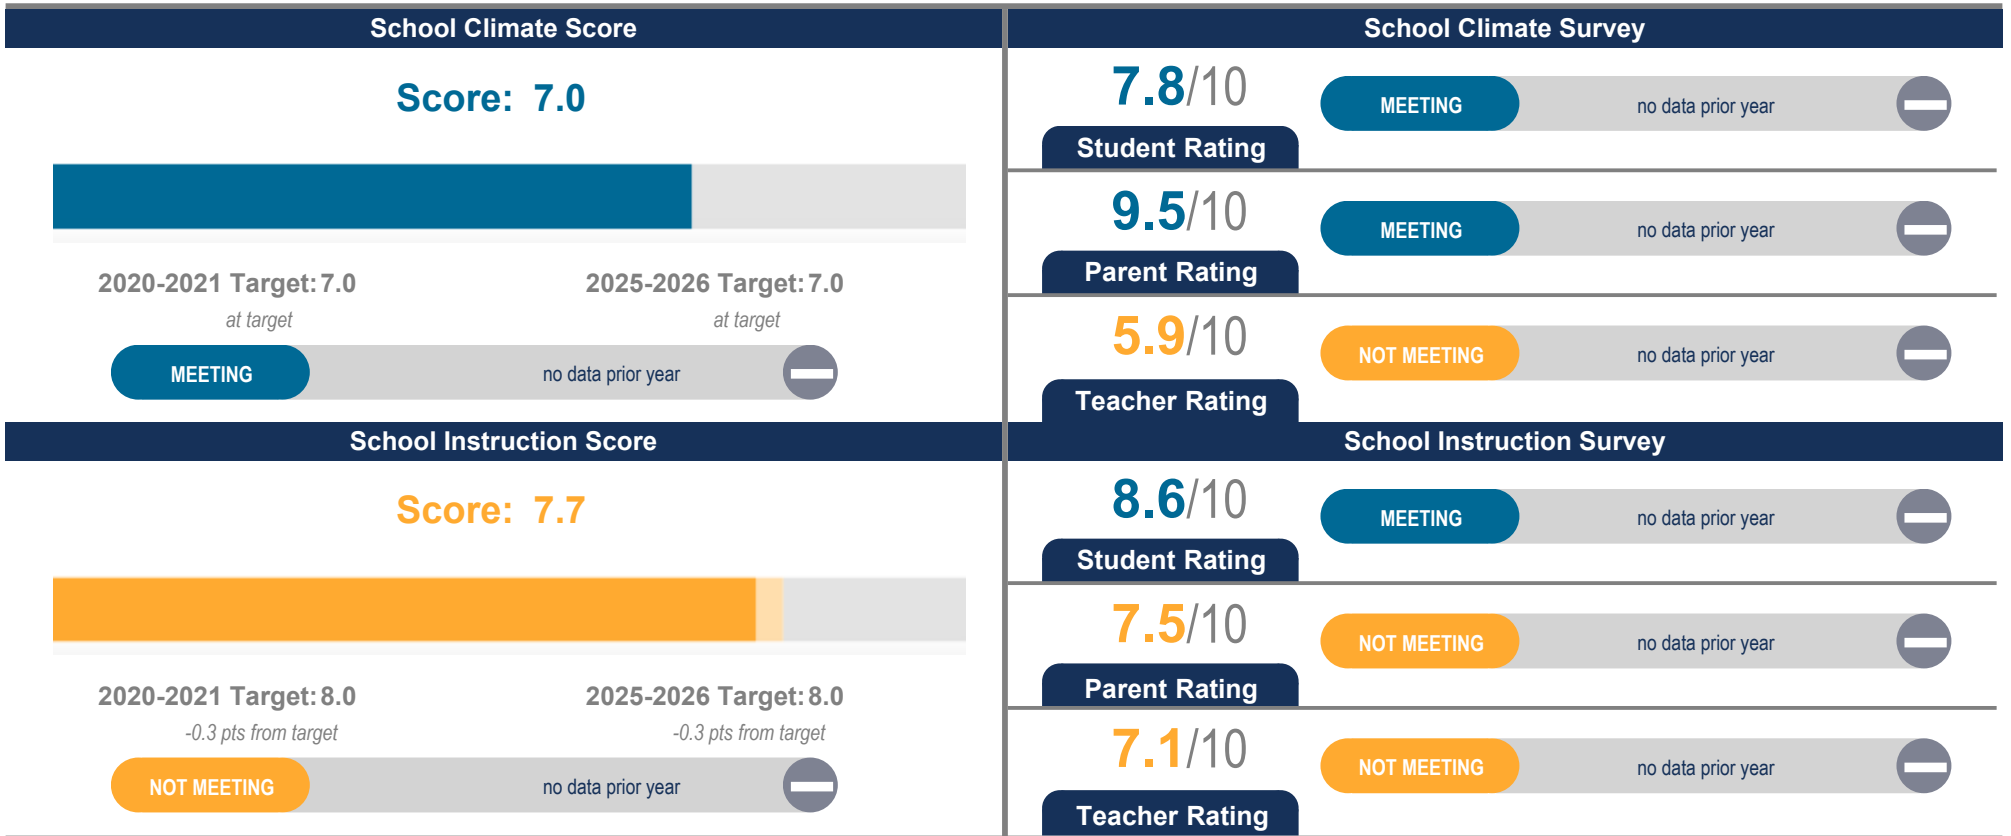 School Climate Score
Score: 7.0
2020-2021 Target: 7.0
at target
2025-2026 Target: 7.0
at target
MEETING
no data prior year
School Climate Survey
7.8/10
Student Rating
MEETING
no data prior year
9.5/10
Parent Rating
MEETING
no data prior year
5.9/10
Teacher Rating
NOT MEETING
no data prior year
School Instruction Score
Score: 7.7
2020-2021 Target: 8.0
-0.3 pts from target
2025-2026 Target: 8.0
-0.3 pts from target
NOT MEETING
no data prior year
School Instruction Survey
8.6/10
Student Rating
MEETING
no data prior year
7.5/10
Parent Rating
NOT MEETING
no data prior year
7.1/10
Teacher Rating
NOT MEETING
no data prior year